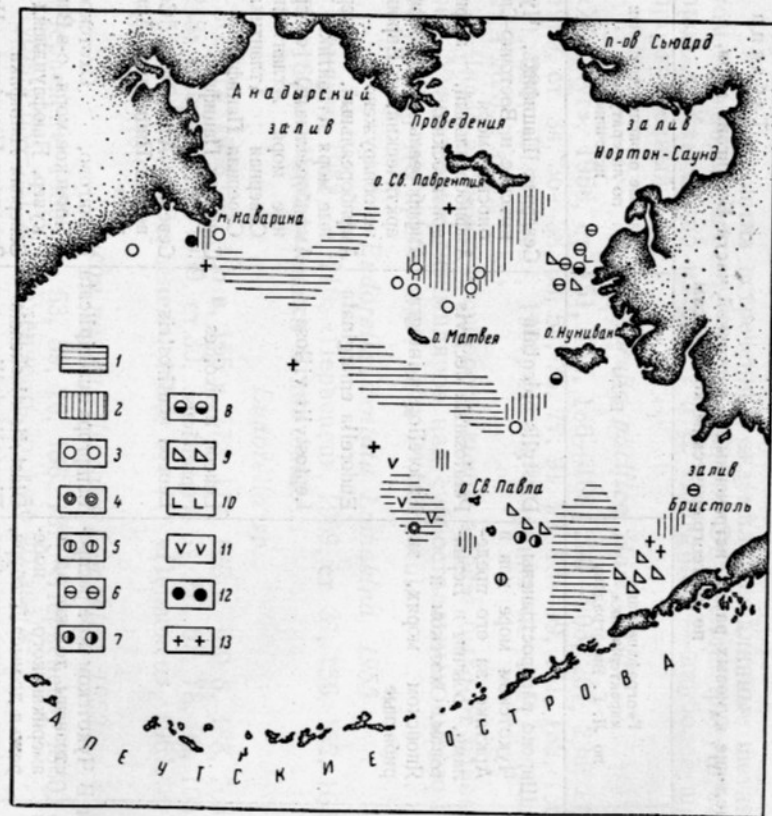 п-ов Сьюард
Анадырский
залив
Проведения
залив
Нортон-Саунд
о. Св. Лаврентия
м. Наварина
о. Матвея
о. Нунивак
1
2
3
4
5
6
7
8
9
10
11
12
13
о. Св. Павла
залив
Бристоль
АЛЕУТСКИЕ ОСТРОВА